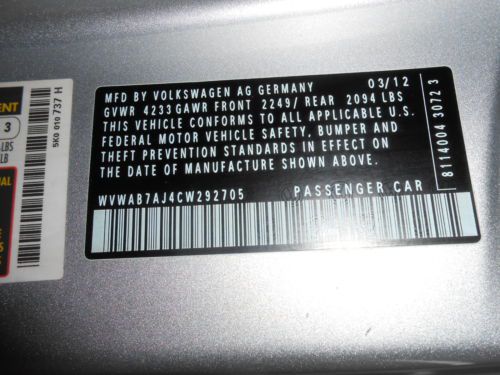 MFD BY VOLKSWAGEN AG GERMANY 03/12
GVWR 4233 GAWR FRONT 2249/ REAR 2094 LBS
THIS VEHICLE CONFORMS TO ALL APPLICABLE U.S.
FEDERAL MOTOR VEHICLE SAFETY, BUMPER AND
THEFT PREVENTION STANDARDS IN EFFECT ON
THE DATE OF MANUFACTURE SHOWN ABOVE.
WVWAB7AJ4CW292705 PASSENGER CAR
8114004 3072 3
5K0 010 737 H
3
LBS
LB